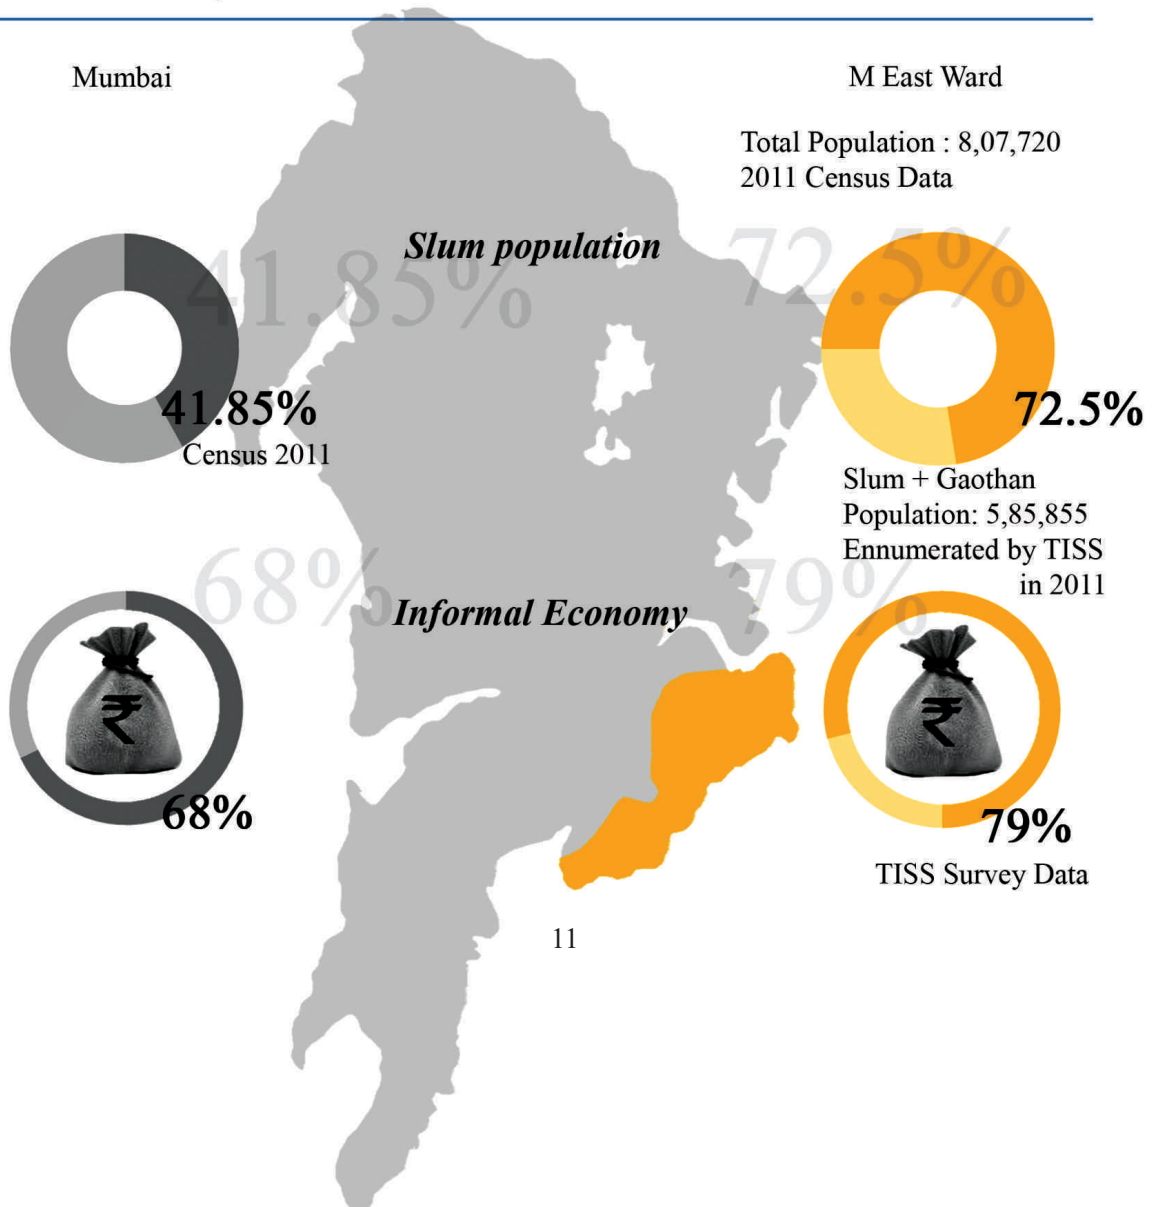 Mumbai
M East Ward
Total Population : 8,07,720
2011 Census Data
Slum population
41.85%
72.5%
41.85%
Census 2011
72.5%
Slum + Gaothan
Population: 5,85,855
Ennumerated by TISS
in 2011
68%
79%
Informal Economy
₹
₹
68%
79%
TISS Survey Data
11